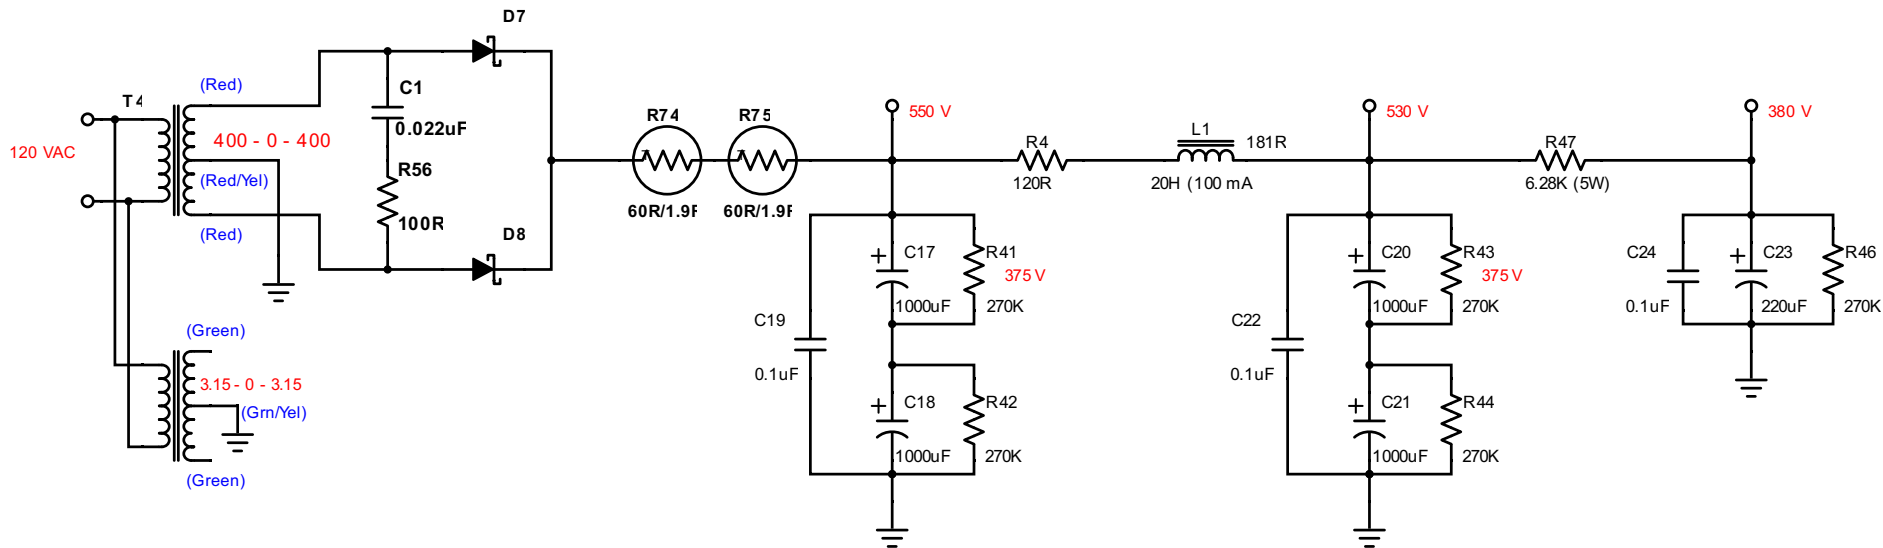 D7
(Red)
C1
T4
0.022uF
R74
R75
550 V
530 V
380 V
120 VAC
400 - 0 - 400
R4
L1
181R
R47
(Red/Yel)
R56
120R
20H (100 mA
6.28K (5W)
60R/1.9F
60R/1.9F
100R
(Red)
D8
C17
R41
375 V
1000uF
270K
C20
R43
375 V
1000uF
270K
C24
C23
R46
0.1uF
220uF
270K
C19
0.1uF
C22
0.1uF
(Green)
3.15 - 0 - 3.15
(Grn/Yel)
(Green)
C18
R42
1000uF
270K
C21
R44
1000uF
270K